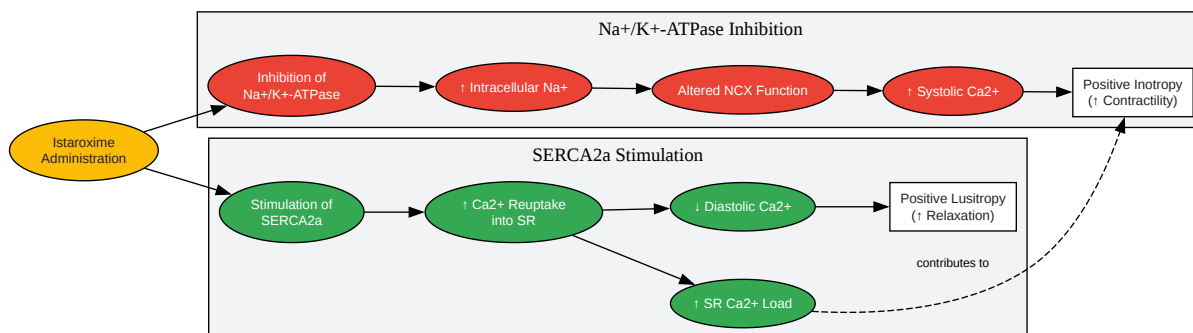 Na+/K+-ATPase Inhibition
Inhibition of
Na+/K+-ATPase
↑ Intracellular Na+
Altered NCX Function
↑ Systolic Ca2+
Positive Inotropy
(↑ Contractility)
Istaroxime
Administration
SERCA2a Stimulation
Stimulation of
SERCA2a
↑ Ca2+ Reuptake
into SR
↓ Diastolic Ca2+
Positive Lusitropy
(↑ Relaxation)
contributes to
↑ SR Ca2+ Load